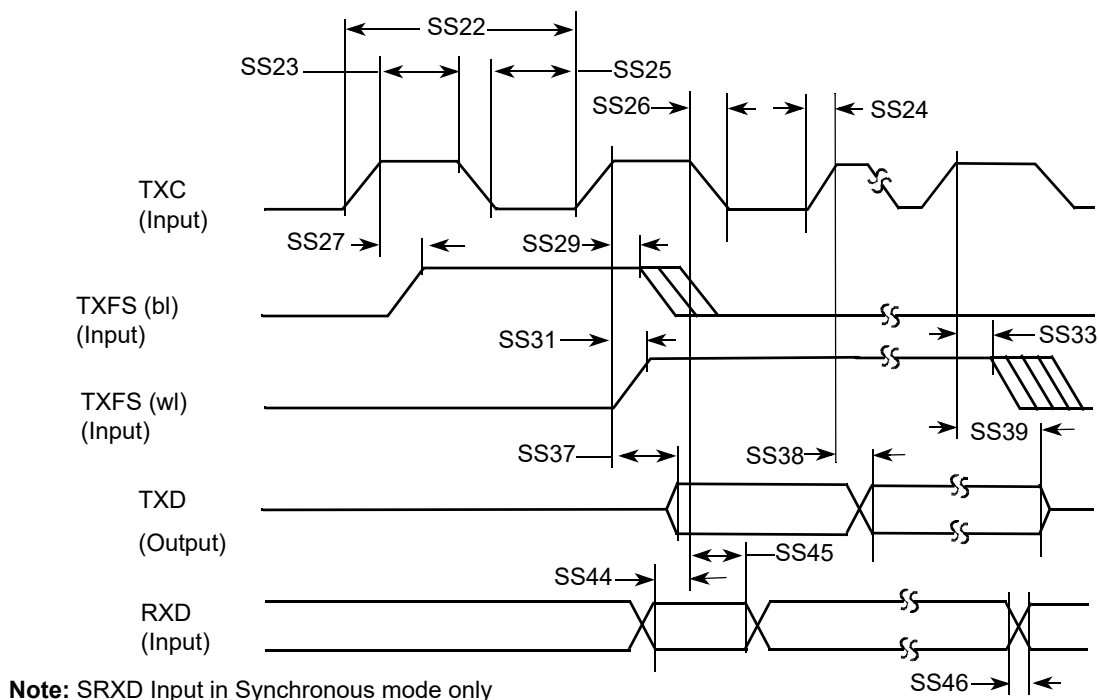 SS22
SS23
SS25
SS26
SS24
TXC
(Input)
SS27
SS29
TXFS (bl)
(Input)
SS31
SS33
TXFS (wl)
(Input)
SS39
SS37
SS38
TXD
(Output)
SS45
SS44
RXD
(Input)
SS46
Note: SRXD Input in Synchronous mode only